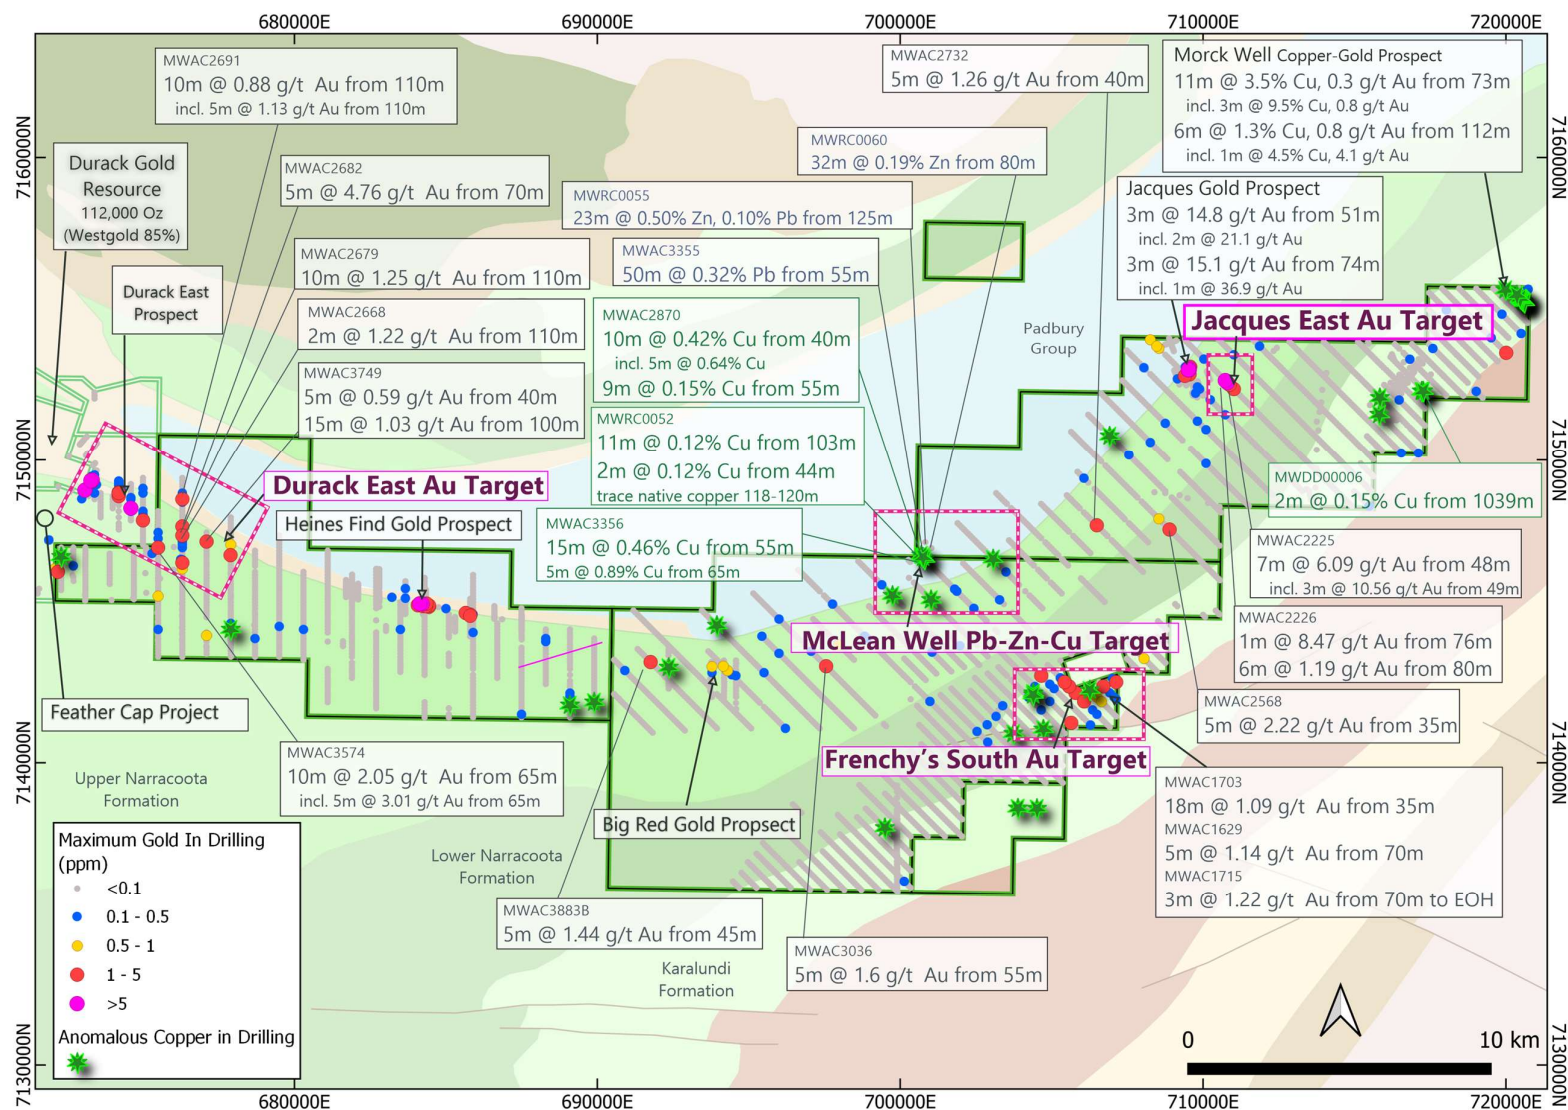 680000E
690000E
700000E
710000E
720000E
7160000N
7150000N
7140000N
7130000N
7160000N
7150000N
7140000N
7130000N
MWAC2691
10m @ 0.88 g/t Au from 110m
incl. 5m @ 1.13 g/t Au from 110m
MWAC2732
5m @ 1.26 g/t Au from 40m
Morck Well Copper-Gold Prospect
11m @ 3.5% Cu, 0.3 g/t Au from 73m
incl. 3m @ 9.5% Cu, 0.8 g/t Au
6m @ 1.3% Cu, 0.8 g/t Au from 112m
incl. 1m @ 4.5% Cu, 4.1 g/t Au
Durack Gold
Resource
112,000 Oz
(Westgold 85%)
MWAC2682
5m @ 4.76 g/t Au from 70m
MWRC0060
32m @ 0.19% Zn from 80m
MWRC0055
23m @ 0.50% Zn, 0.10% Pb from 125m
Jacques Gold Prospect
3m @ 14.8 g/t Au from 51m
incl. 2m @ 21.1 g/t Au
3m @ 15.1 g/t Au from 74m
incl. 1m @ 36.9 g/t Au
MWAC2679
10m @ 1.25 g/t Au from 110m
MWAC3355
50m @ 0.32% Pb from 55m
Durack East
Prospect
MWAC2668
2m @ 1.22 g/t Au from 110m
MWAC2870
10m @ 0.42% Cu from 40m
incl. 5m @ 0.64% Cu
9m @ 0.15% Cu from 55m
Padbury
Group
Jacques East Au Target
MWAC3749
5m @ 0.59 g/t Au from 40m
15m @ 1.03 g/t Au from 100m
MWRC0052
11m @ 0.12% Cu from 103m
2m @ 0.12% Cu from 44m
trace native copper 118-120m
Durack East Au Target
MWDD00006
2m @ 0.15% Cu from 1039m
Heines Find Gold Prospect
MWAC3356
15m @ 0.46% Cu from 55m
5m @ 0.89% Cu from 65m
MWAC2225
7m @ 6.09 g/t Au from 48m
incl. 3m @ 10.56 g/t Au from 49m
MWAC2226
1m @ 8.47 g/t Au from 76m
6m @ 1.19 g/t Au from 80m
McLean Well Pb-Zn-Cu Target
MWAC2568
5m @ 2.22 g/t Au from 35m
Feather Cap Project
MWAC3574
10m @ 2.05 g/t Au from 65m
incl. 5m @ 3.01 g/t Au from 65m
Frenchy's South Au Target
Upper Narracoota
Formation
MWAC1703
18m @ 1.09 g/t Au from 35m
MWAC1629
5m @ 1.14 g/t Au from 70m
MWAC1715
3m @ 1.22 g/t Au from 70m to EOH
Big Red Gold Propsect
Lower Narracoota
Formation
MWAC3883B
5m @ 1.44 g/t Au from 45m
MWAC3036
5m @ 1.6 g/t Au from 55m
Karalundi
Formation
Maximum Gold In Drilling
(ppm)
<0.1
0.1 - 0.5
0.5 - 1
1 - 5
>5
Anomalous Copper in Drilling
0
10 km
680000E
690000E
700000E
710000E
720000E